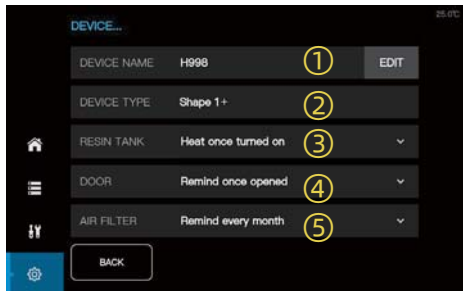 25.0℃
DEVICE...
DEVICE NAME H998 ① EDIT
DEVICE TYPE Shape 1+ ②
RESIN TANK Heat once turned on ③
DOOR Remind once opened ④
AIR FILTER Remind every month ⑤
BACK